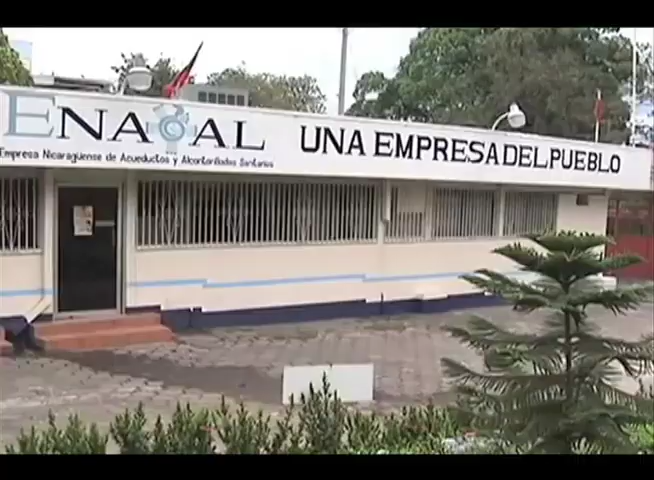 ENACAL UNA EMPRESA DEL PUEBLO
Empresa Nicaragüense de Acueductos y Alcantarillados Sanitarios